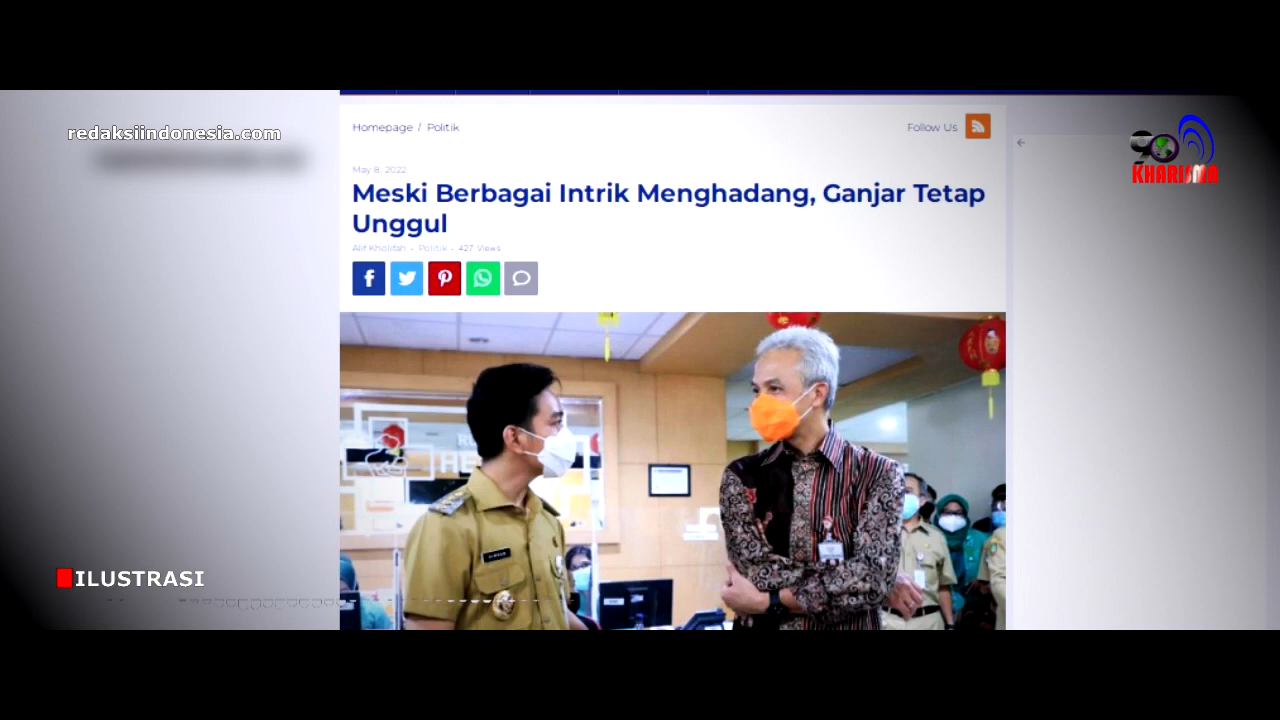 redaksiindonesia.com
Homepage / Politik
Follow Us
90
KHARISMA
May 8, 2022
Meski Berbagai Intrik Menghadang, Ganjar Tetap
Unggul
Alif Kholifah - Politik - 427 Views
ILUSTRASI